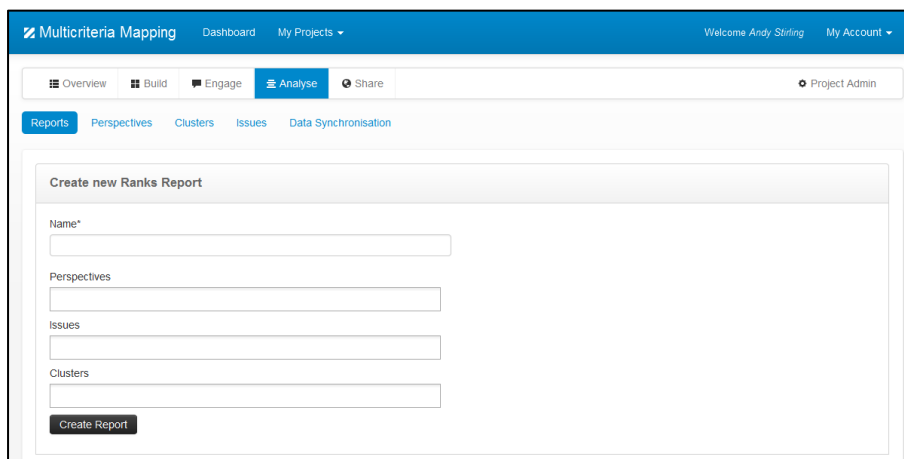 Multicriteria Mapping Dashboard My Projects Welcome Andy Stirling My Account
Overview Build Engage Analyse Share Project Admin
Reports Perspectives Clusters Issues Data Synchronisation
Create new Ranks Report
Name*
Perspectives
Issues
Clusters
Create Report